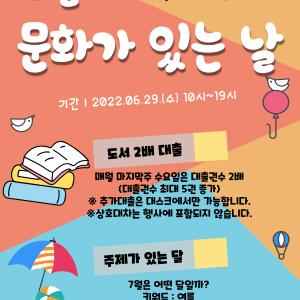 문화가 있는 날
기간 | 2022.06.29.(수) 10시~19시
도서 2배 대출
매월 마지막주 수요일은 대출권수 2배
(대출권수 최대 5권 증가)
※ 추가대출은 데스크에서만 가능합니다.
※상호대차는 행사에 포함되지 않습니다.
주제가 있는 달
7월은 어떤 달일까?
키워드 : 여름